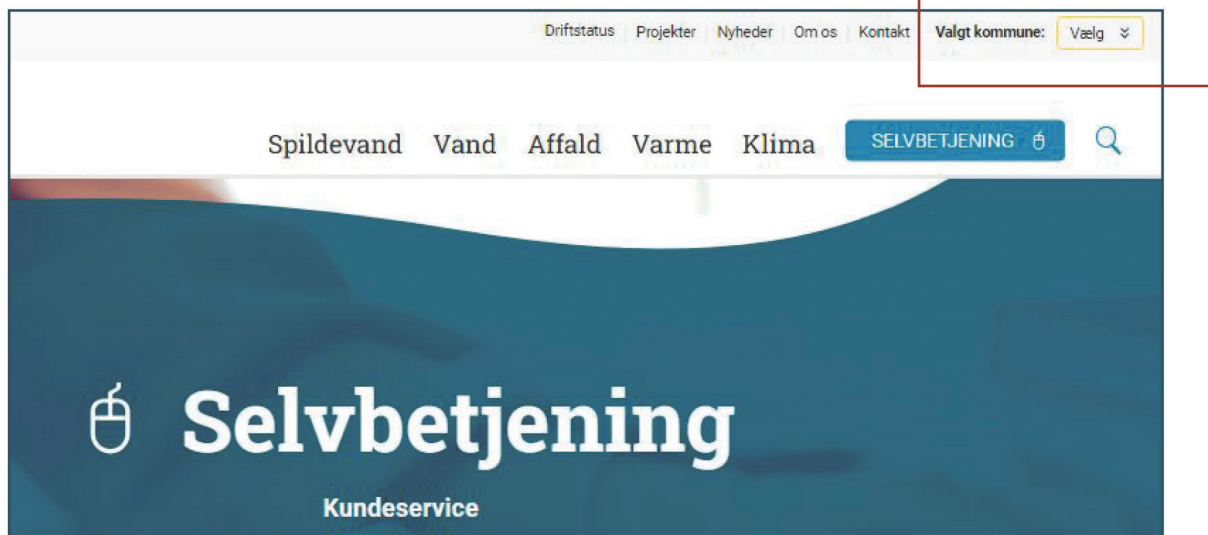 Driftstatus Projekter Nyheder Om os Kontakt Valgt kommune: Vælg
Spildevand Vand Affald Varme Klima SELVBETJENING
Selvbetjening
Kundeservice